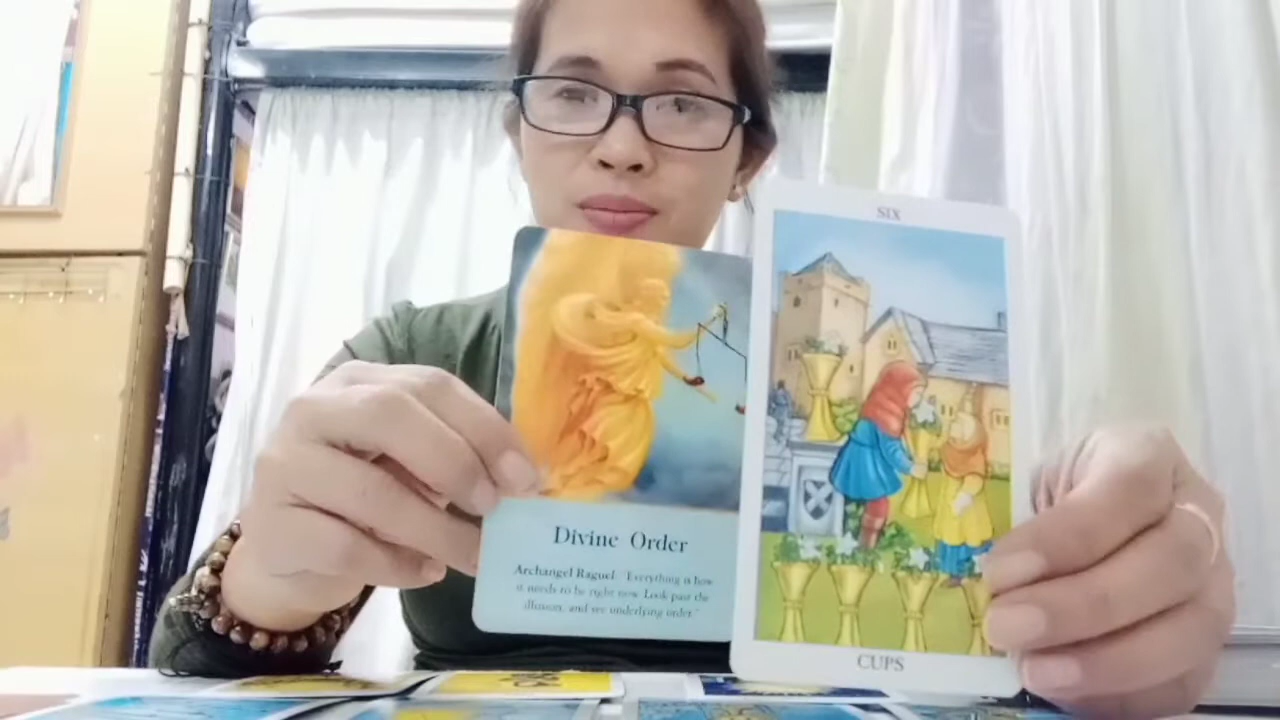 Divine Order
Archangel Raguel: "Everything is how
it needs to be right now. Look past the
illusion, and see underlying order."
SIX
CUPS